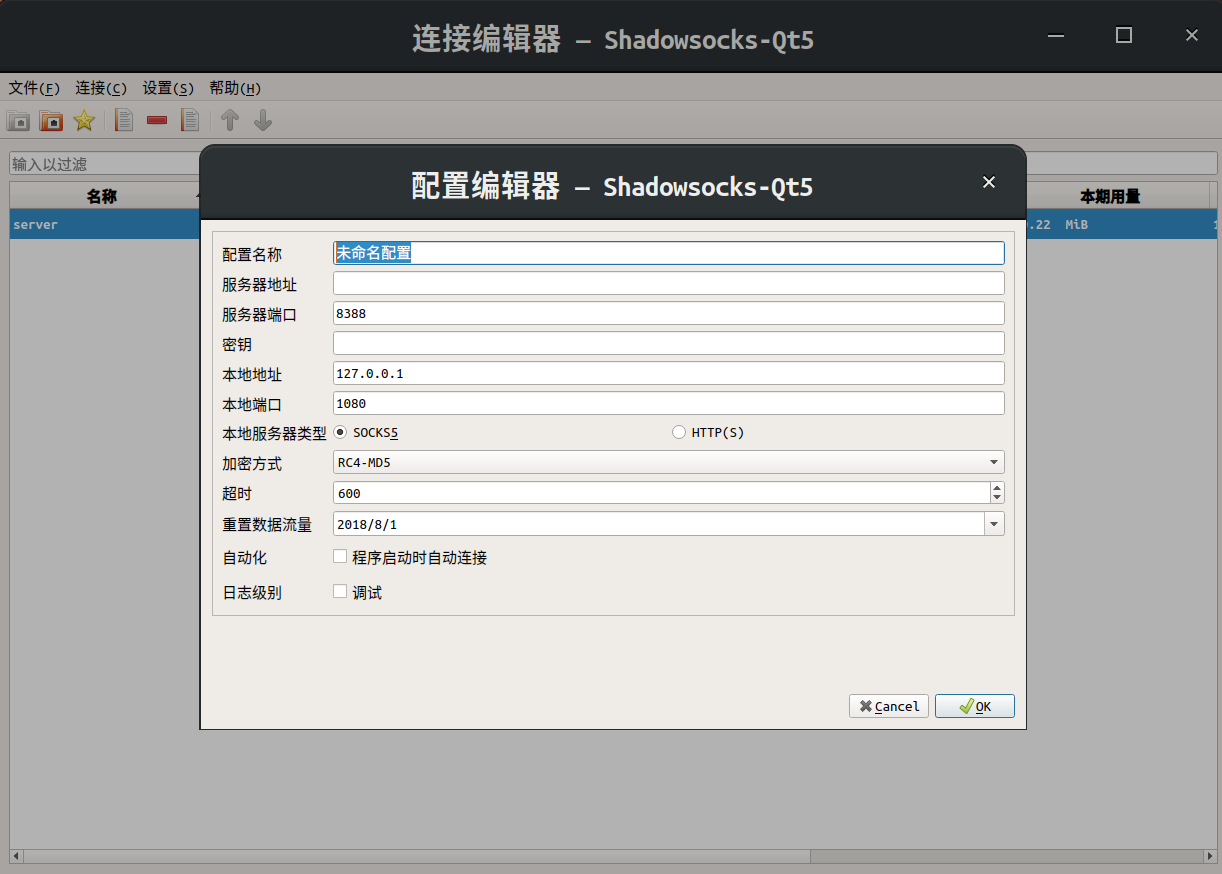 连接编辑器 – Shadowsocks-Qt5
文件(F) 连接(C) 设置(S) 帮助(H)
输入以过滤
名称 本期用量
server .22 MiB
配置编辑器 – Shadowsocks-Qt5
配置名称 未命名配置
服务器地址
服务器端口 8388
密钥
本地地址 127.0.0.1
本地端口 1080
本地服务器类型 SOCKS5 HTTP(S)
加密方式 RC4-MD5
超时 600
重置数据流量 2018/8/1
自动化 程序启动时自动连接
日志级别 调试
Cancel OK